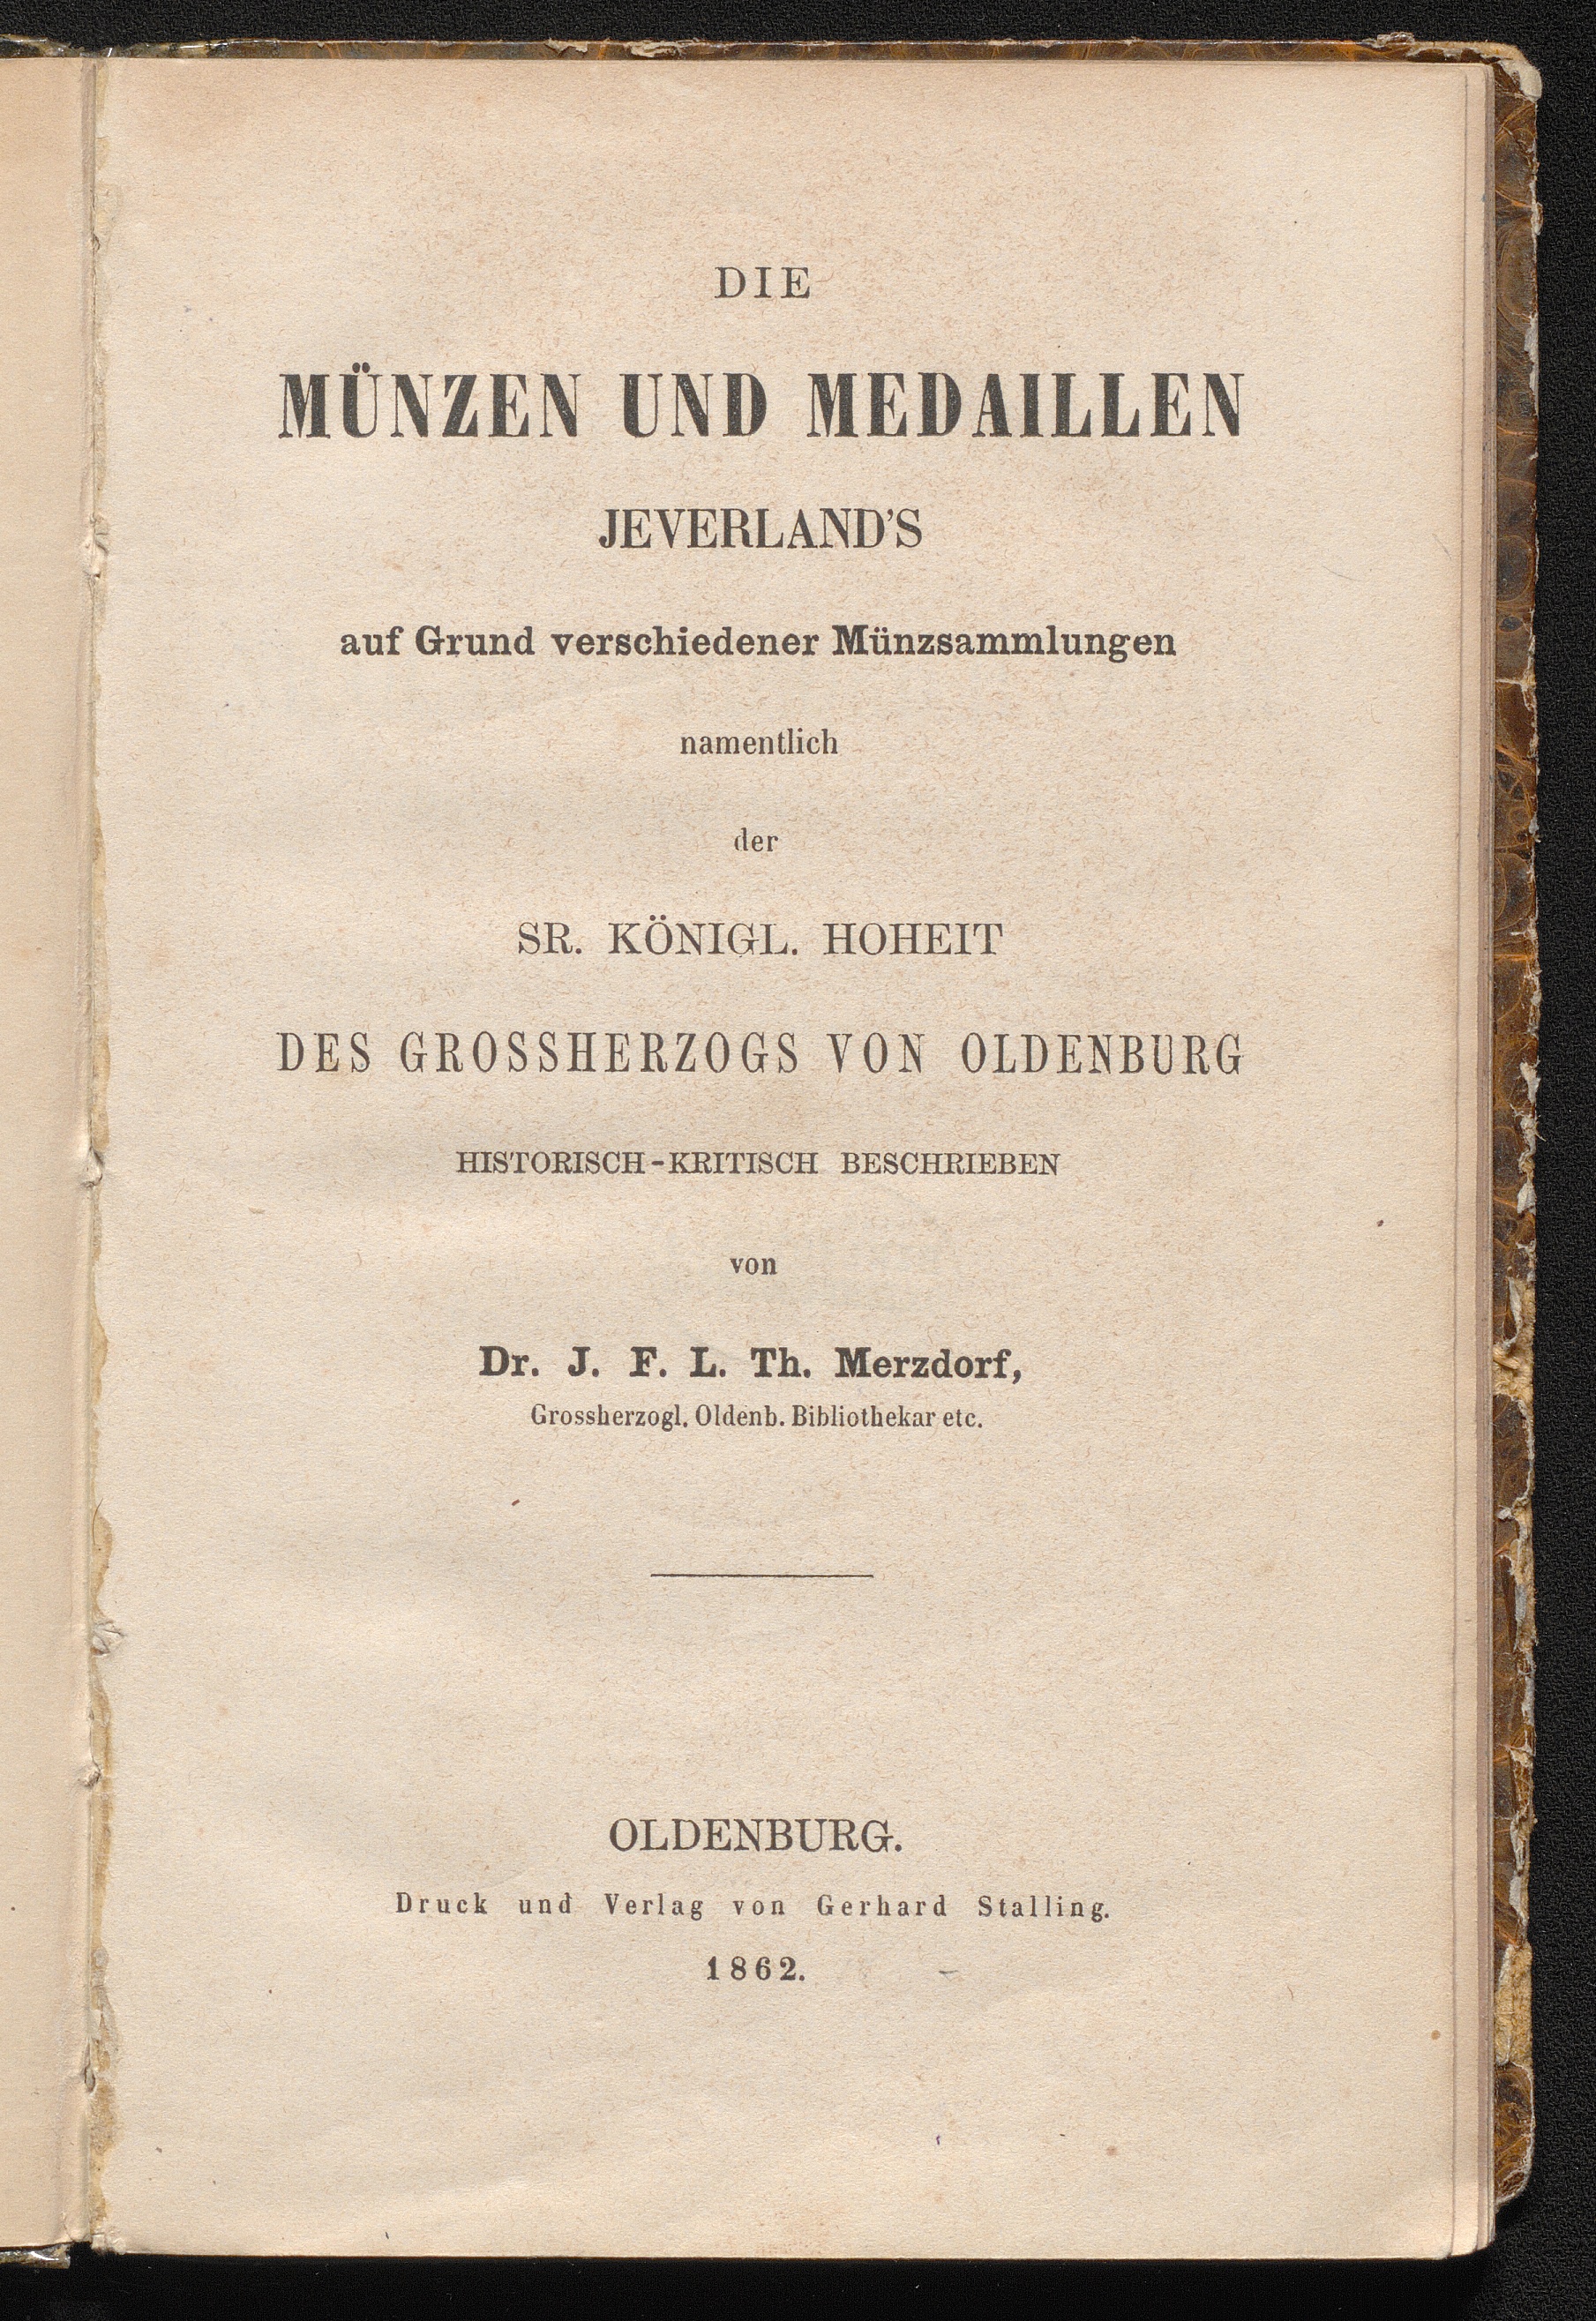 DIE
MÜNZEN UND MEDAILLEN
JEVERLAND'S
auf Grund verschiedener Münzsammlungen
namentlich
der
SR. KÖNIGL. HOHEIT
DES GROSSHERZOGS VON OLDENBURG
HISTORISCH-KRITISCH BESCHRIEBEN
von
Dr. J. F. L. Th. Merzdorf,
Grossherzogl. Oldenb. Bibliothekar etc.
OLDENBURG.
Druck und Verlag von Gerhard Stalling.
1862.